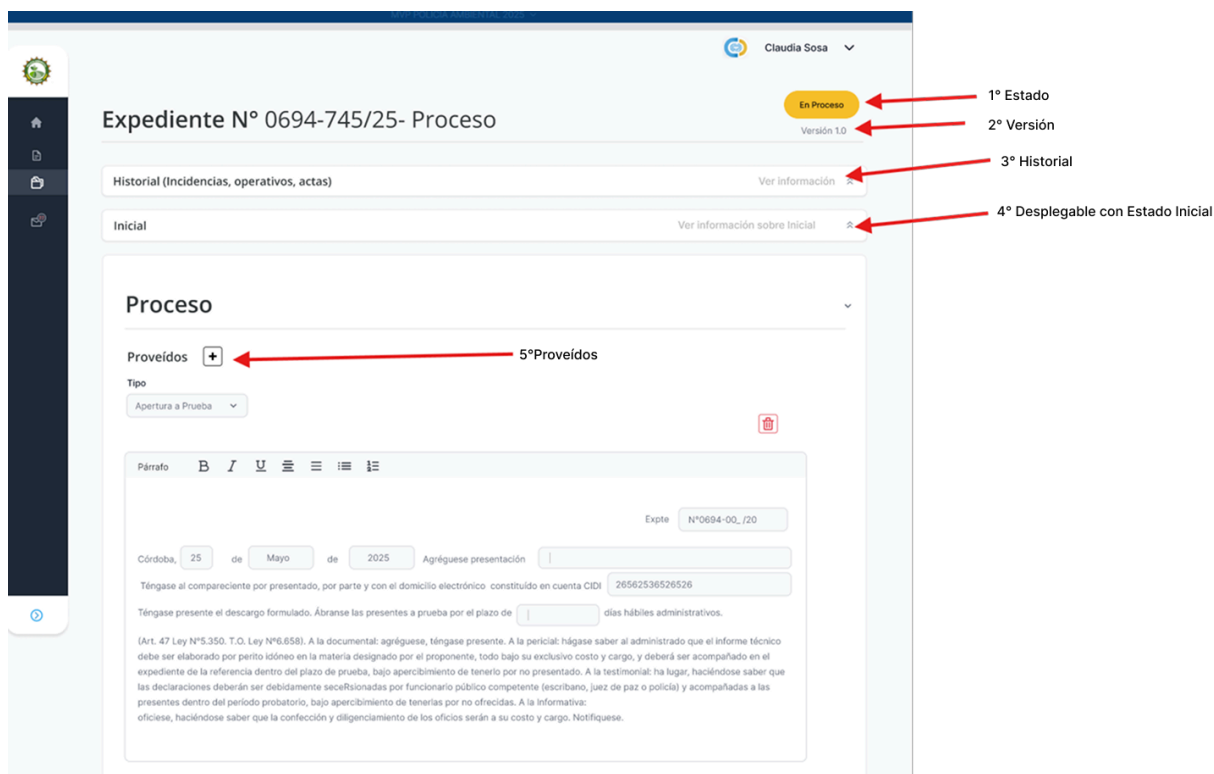 MVP POLICIA AMBIENTAL 2025
Claudia Sosa
En Proceso
1° Estado
Expediente N° 0694-745/25- Proceso
Versión 1.0
2° Versión
Historial (Incidencias, operativos, actas)
Ver información
3° Historial
Inicial
Ver información sobre Inicial
4° Desplegable con Estado Inicial
Proceso
Proveídos +
5°Proveídos
Tipo
Apertura a Prueba
Párrafo B I U
Expte N°0694-00_ /20
Córdoba, 25 de Mayo de 2025 Agréguese presentación
Téngase al compareciente por presentado, por parte y con el domicilio electrónico constituído en cuenta CIDI 26562536526526
Téngase presente el descargo formulado. Ábranse las presentes a prueba por el plazo de días hábiles administrativos.
(Art. 47 Ley N°5.350. T.O. Ley N°6.658). A la documental: agréguese, téngase presente. A la pericial: hágase saber al administrado que el informe técnico
debe ser elaborado por perito idóneo en la materia designado por el proponente, todo bajo su exclusivo costo y cargo, y deberá ser acompañado en el
expediente de la referencia dentro del plazo de prueba, bajo apercibimiento de tenerlo por no presentado. A la testimonial: ha lugar, haciéndose saber que
las declaraciones deberán ser debidamente seceRsionadas por funcionario público competente (escribano, juez de paz o policía) y acompañadas a las
presentes dentro del período probatorio, bajo apercibimiento de tenerlas por no ofrecidas. A la Informativa:
ofíciese, haciéndose saber que la confección y diligenciamiento de los oficios serán a su costo y cargo. Notifíquese.